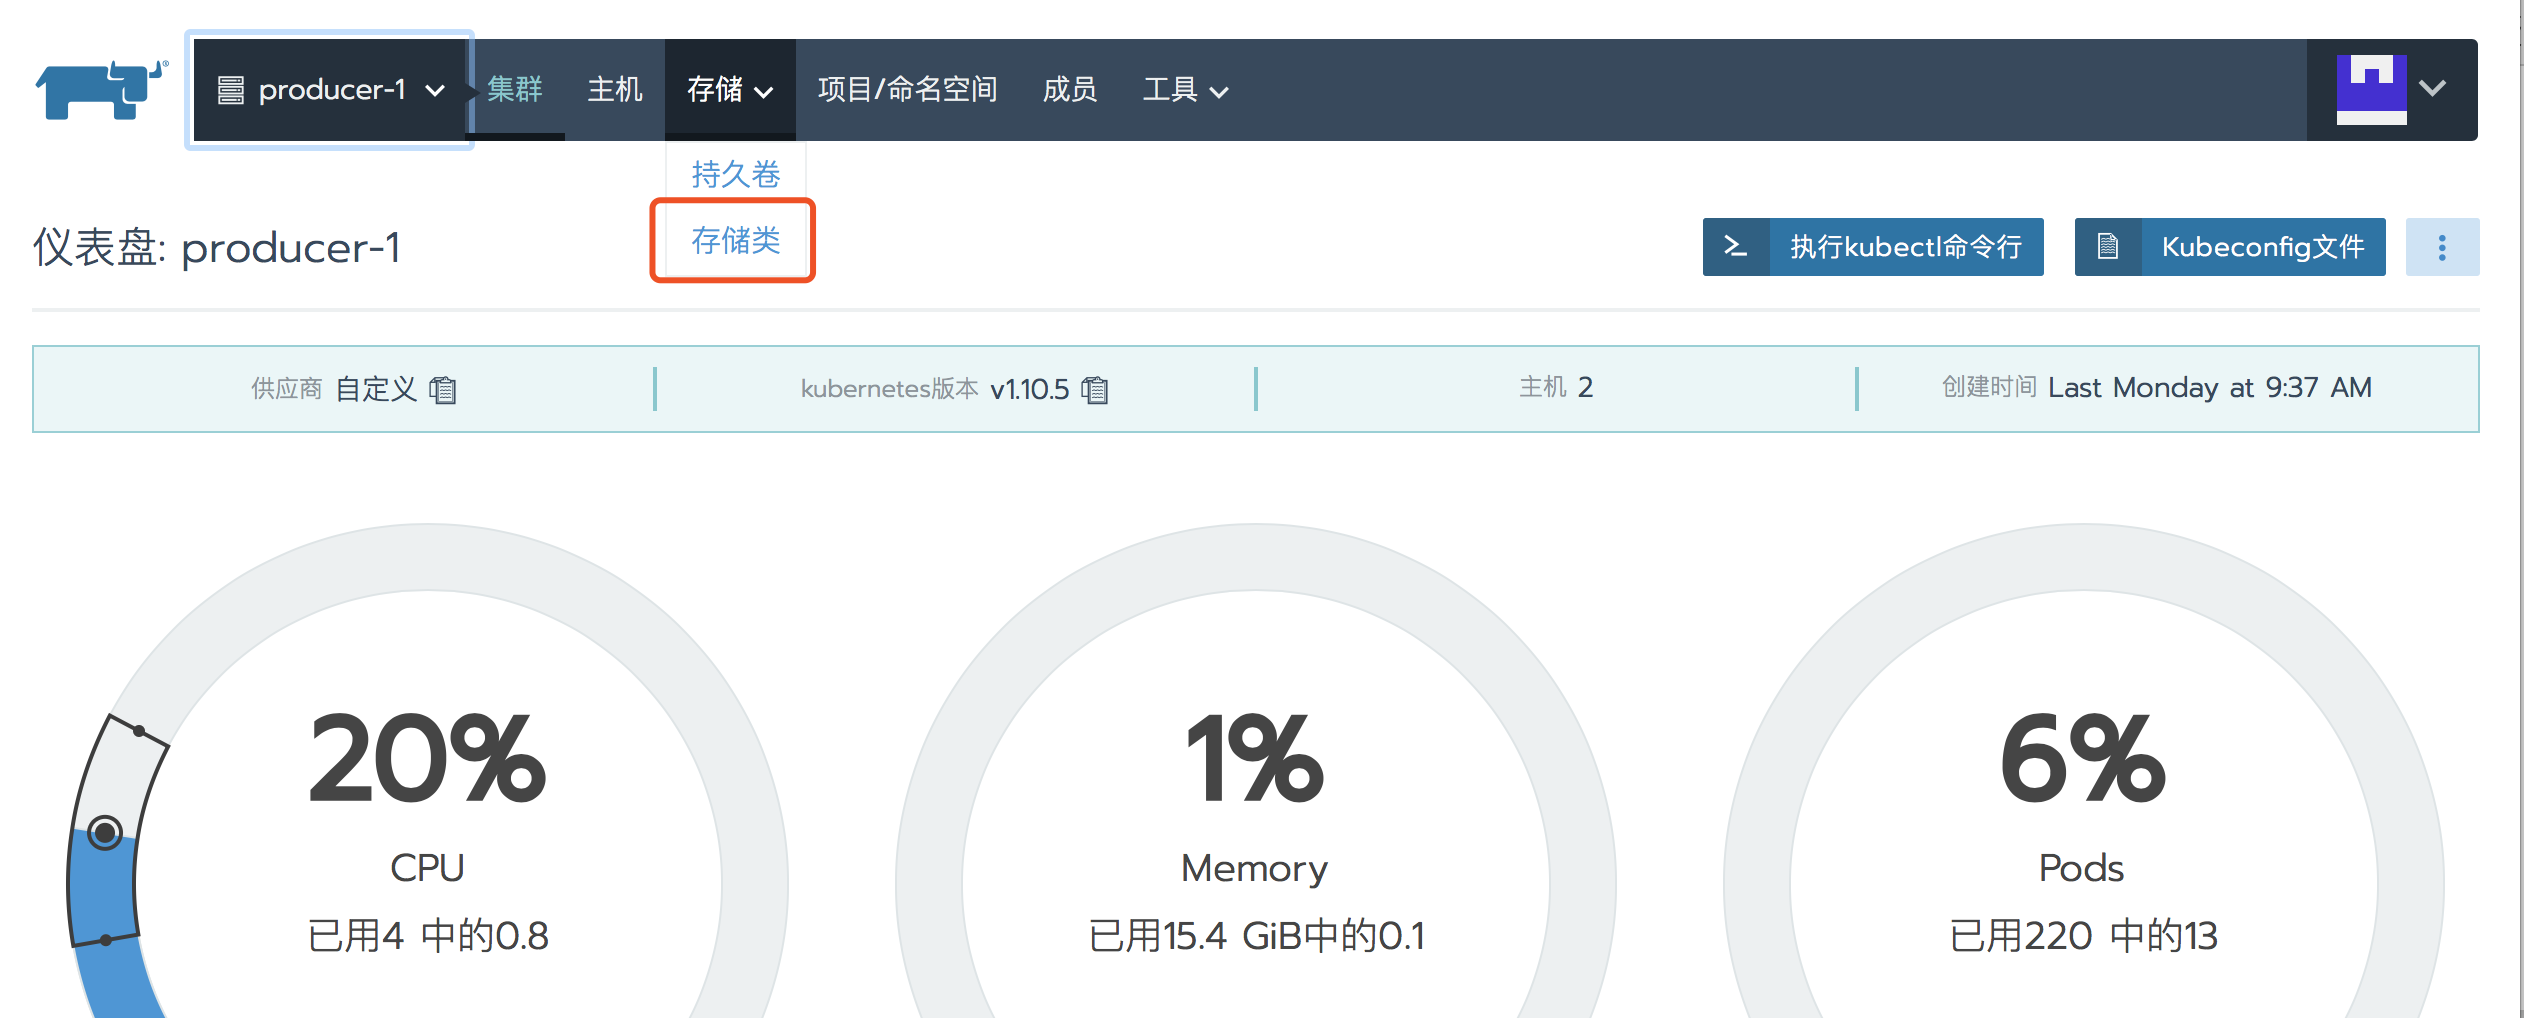 producer-1 集群 主机 存储 项目/命名空间 成员 工具
持久卷
存储类
仪表盘: producer-1 执行kubectl命令行 Kubeconfig文件
供应商 自定义 kubernetes版本 v1.10.5 主机 2 创建时间 Last Monday at 9:37 AM
20% 1% 6%
CPU Memory Pods
已用4 中的0.8 已用15.4 GiB中的0.1 已用220 中的13